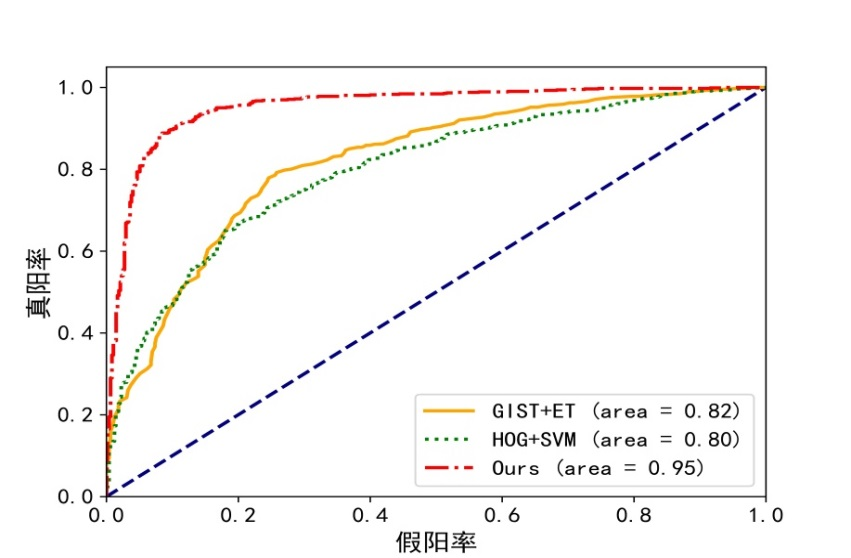 1.0
0.8
0.6
0.4
0.2
0.0
真阳率
GIST+ET (area = 0.82)
HOG+SVM (area = 0.80)
Ours (area = 0.95)
0.0 0.2 0.4 0.6 0.8 1.0
假阳率